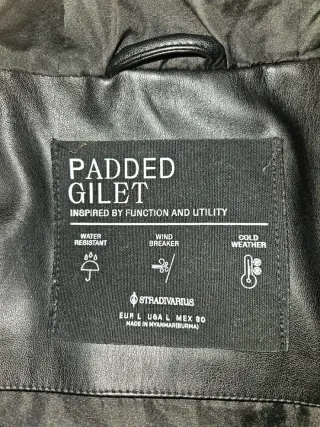 PADDED
GILET
INSPIRED BY FUNCTION AND UTILITY
WATER
RESISTANT
WIND
BREAKER
COLD
WEATHER
STRADIVARIUS
EUR L USA L MEX 80
MADE IN MYANMAR(BURMA)